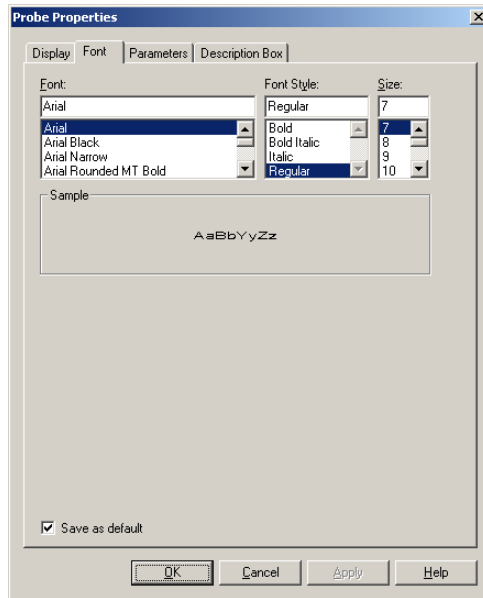 Probe Properties
Display Font Parameters Description Box
Font: Font Style: Size:
Arial Regular 7
Arial Bold 7
Arial Black Bold Italic 8
Arial Narrow Italic 9
Arial Rounded MT Bold Regular 10
Sample
AaBbYyZz
Save as default
OK Cancel Apply Help